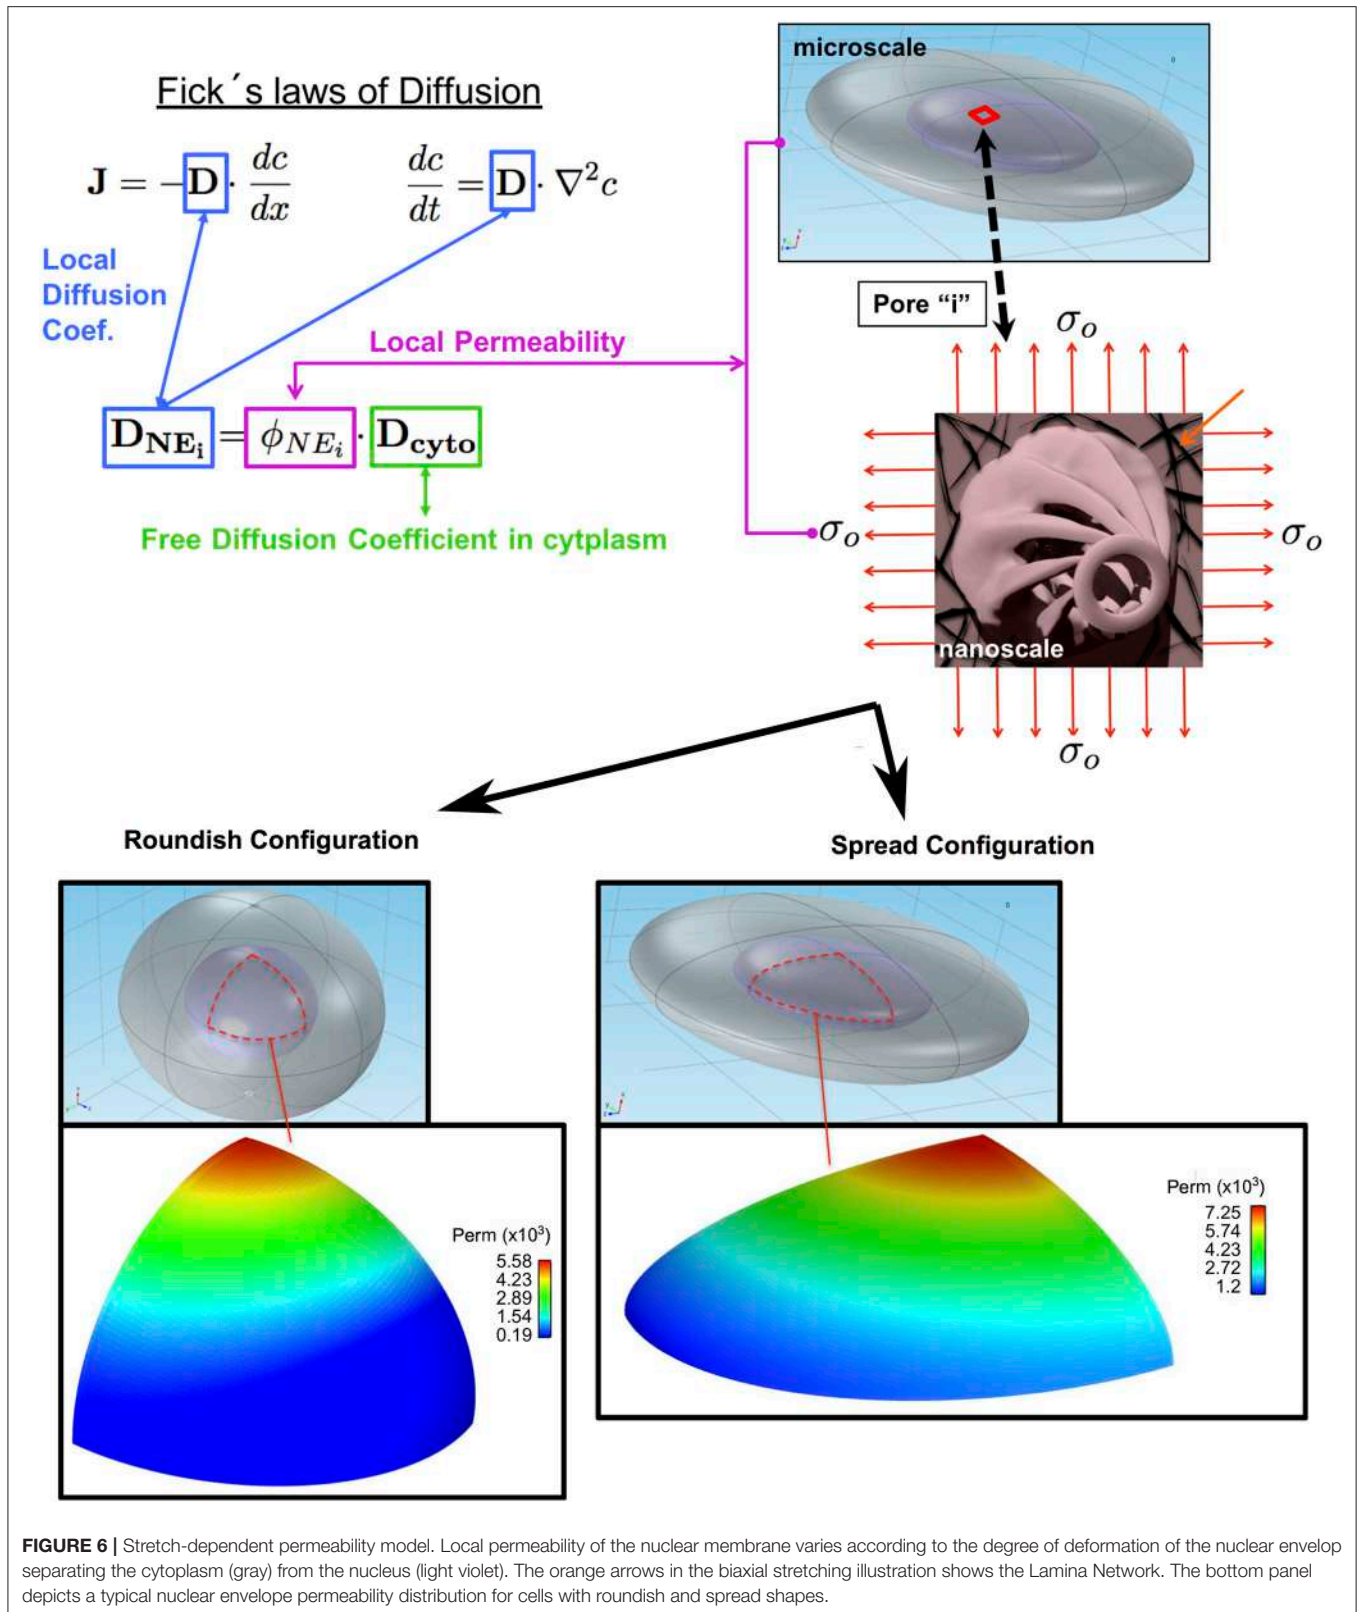 Fick´s laws of Diffusion
J = −D · dc/dx
dc/dt = D · ∇²c
Local
Diffusion
Coef.
Local Permeability
D_NEi = ϕ_NEi · D_cyto
Free Diffusion Coefficient in cytplasm
microscale
Pore “i”
σo
σo
σo
nanoscale
σo
Roundish Configuration
Spread Configuration
Perm (x10³)
5.58
4.23
2.89
1.54
0.19
Perm (x10³)
7.25
5.74
4.23
2.72
1.2
FIGURE 6 | Stretch-dependent permeability model. Local permeability of the nuclear membrane varies according to the degree of deformation of the nuclear envelop
separating the cytoplasm (gray) from the nucleus (light violet). The orange arrows in the biaxial stretching illustration shows the Lamina Network. The bottom panel
depicts a typical nuclear envelope permeability distribution for cells with roundish and spread shapes.